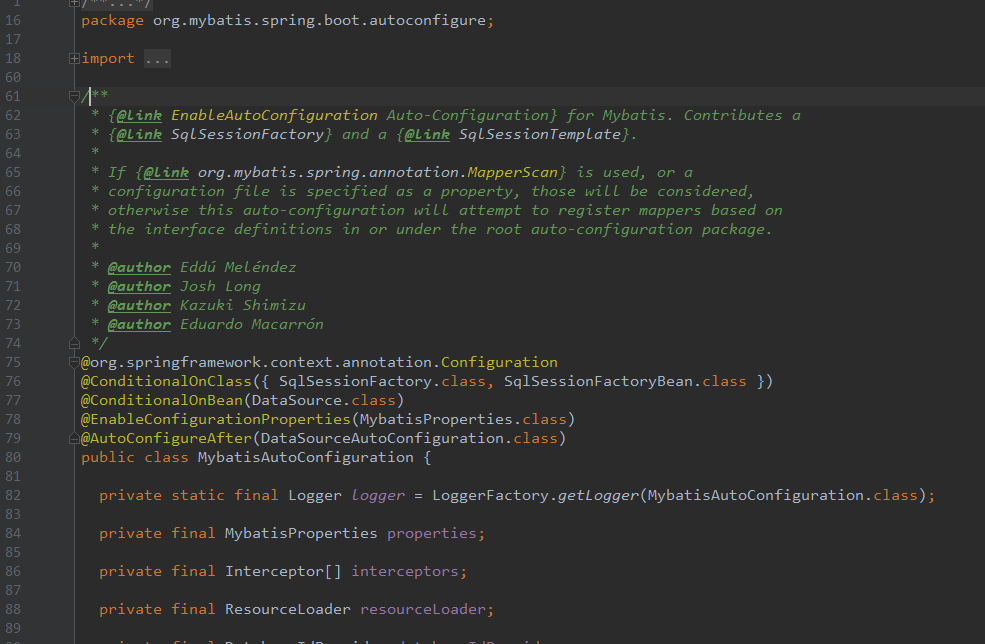 1 /**...*/
16 package org.mybatis.spring.boot.autoconfigure;
17
18 import ...
60
61 /**
62 * {@link EnableAutoConfiguration Auto-Configuration} for Mybatis. Contributes a
63 * {@link SqlSessionFactory} and a {@link SqlSessionTemplate}.
64 *
65 * If {@link org.mybatis.spring.annotation.MapperScan} is used, or a
66 * configuration file is specified as a property, those will be considered,
67 * otherwise this auto-configuration will attempt to register mappers based on
68 * the interface definitions in or under the root auto-configuration package.
69 *
70 * @author Eddú Meléndez
71 * @author Josh Long
72 * @author Kazuki Shimizu
73 * @author Eduardo Macarrón
74 */
75 @org.springframework.context.annotation.Configuration
76 @ConditionalOnClass({ SqlSessionFactory.class, SqlSessionFactoryBean.class })
77 @ConditionalOnBean(DataSource.class)
78 @EnableConfigurationProperties(MybatisProperties.class)
79 @AutoConfigureAfter(DataSourceAutoConfiguration.class)
80 public class MybatisAutoConfiguration {
81
82 private static final Logger logger = LoggerFactory.getLogger(MybatisAutoConfiguration.class);
83
84 private final MybatisProperties properties;
85
86 private final Interceptor[] interceptors;
87
88 private final ResourceLoader resourceLoader;
89